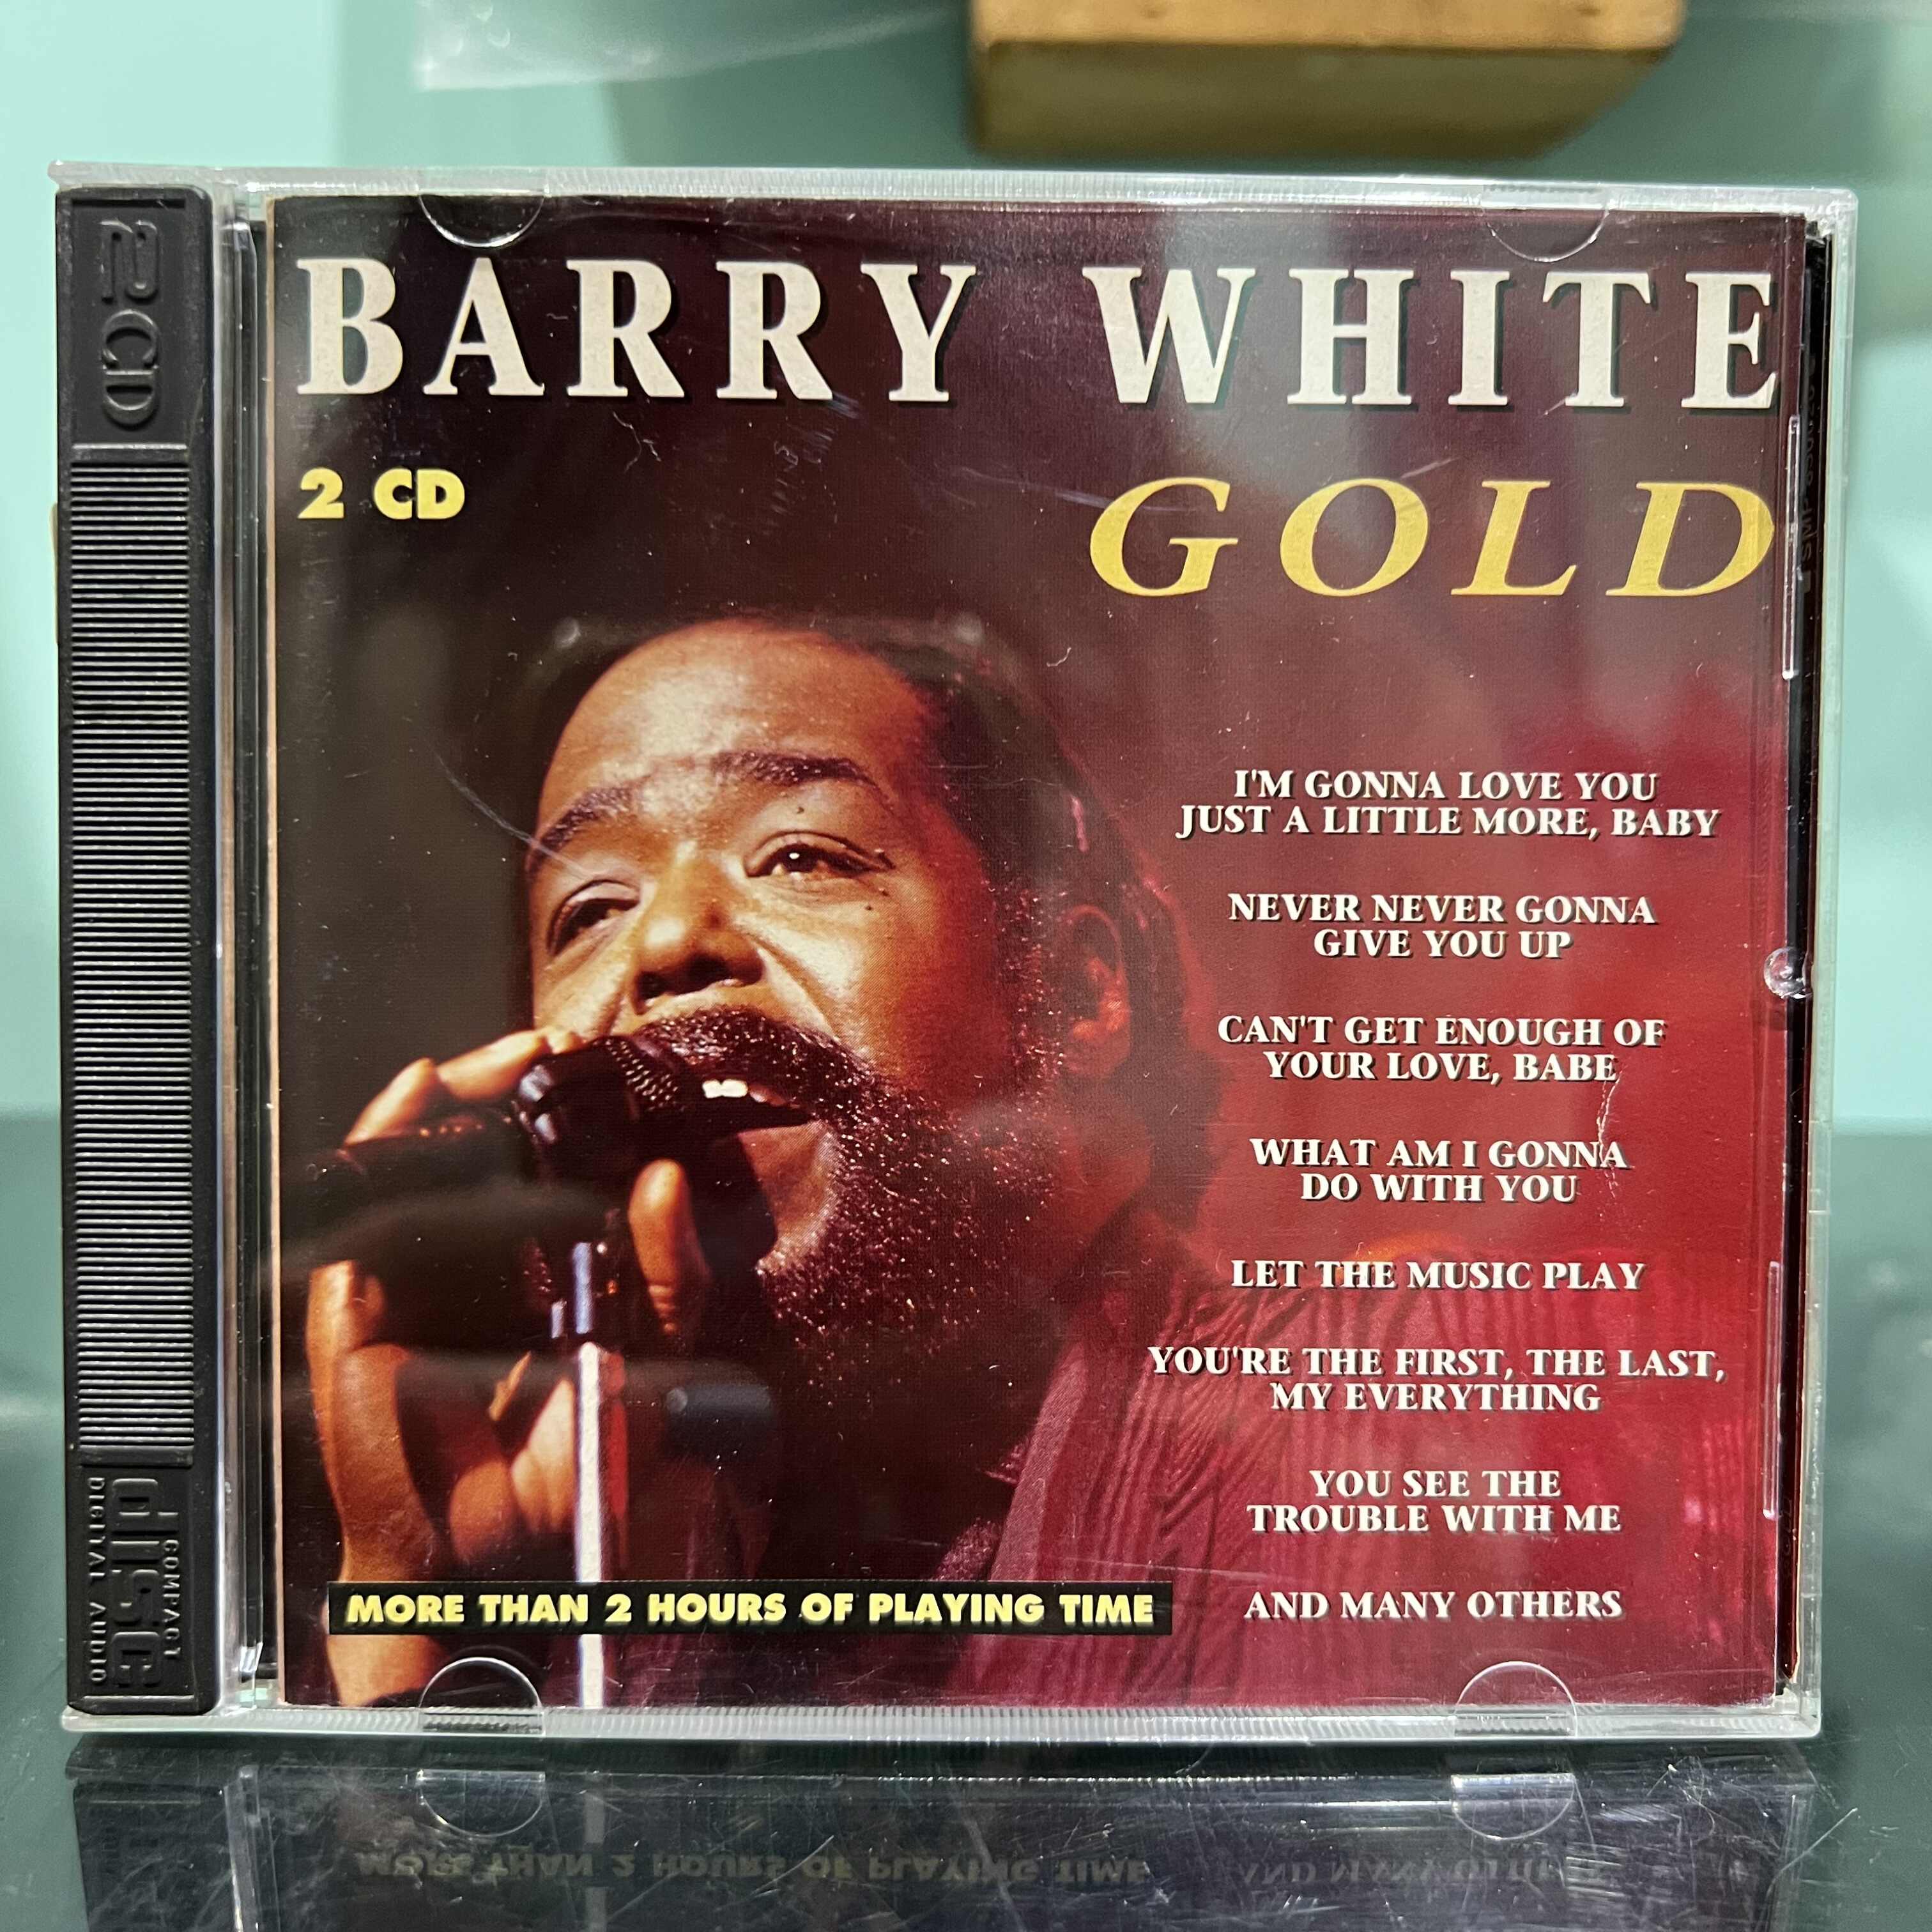 BARRY WHITE
2 CD
GOLD
I'M GONNA LOVE YOU
JUST A LITTLE MORE, BABY
NEVER NEVER GONNA
GIVE YOU UP
CAN'T GET ENOUGH OF
YOUR LOVE, BABE
WHAT AM I GONNA
DO WITH YOU
LET THE MUSIC PLAY
YOU'RE THE FIRST, THE LAST,
MY EVERYTHING
YOU SEE THE
TROUBLE WITH ME
AND MANY OTHERS
MORE THAN 2 HOURS OF PLAYING TIME
2CD
COMPACT
disc
DIGITAL AUDIO